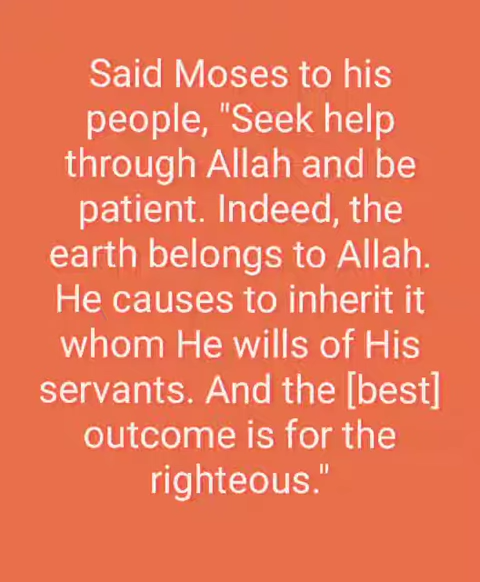 Said Moses to his
people, "Seek help
through Allah and be
patient. Indeed, the
earth belongs to Allah.
He causes to inherit it
whom He wills of His
servants. And the [best]
outcome is for the
righteous."